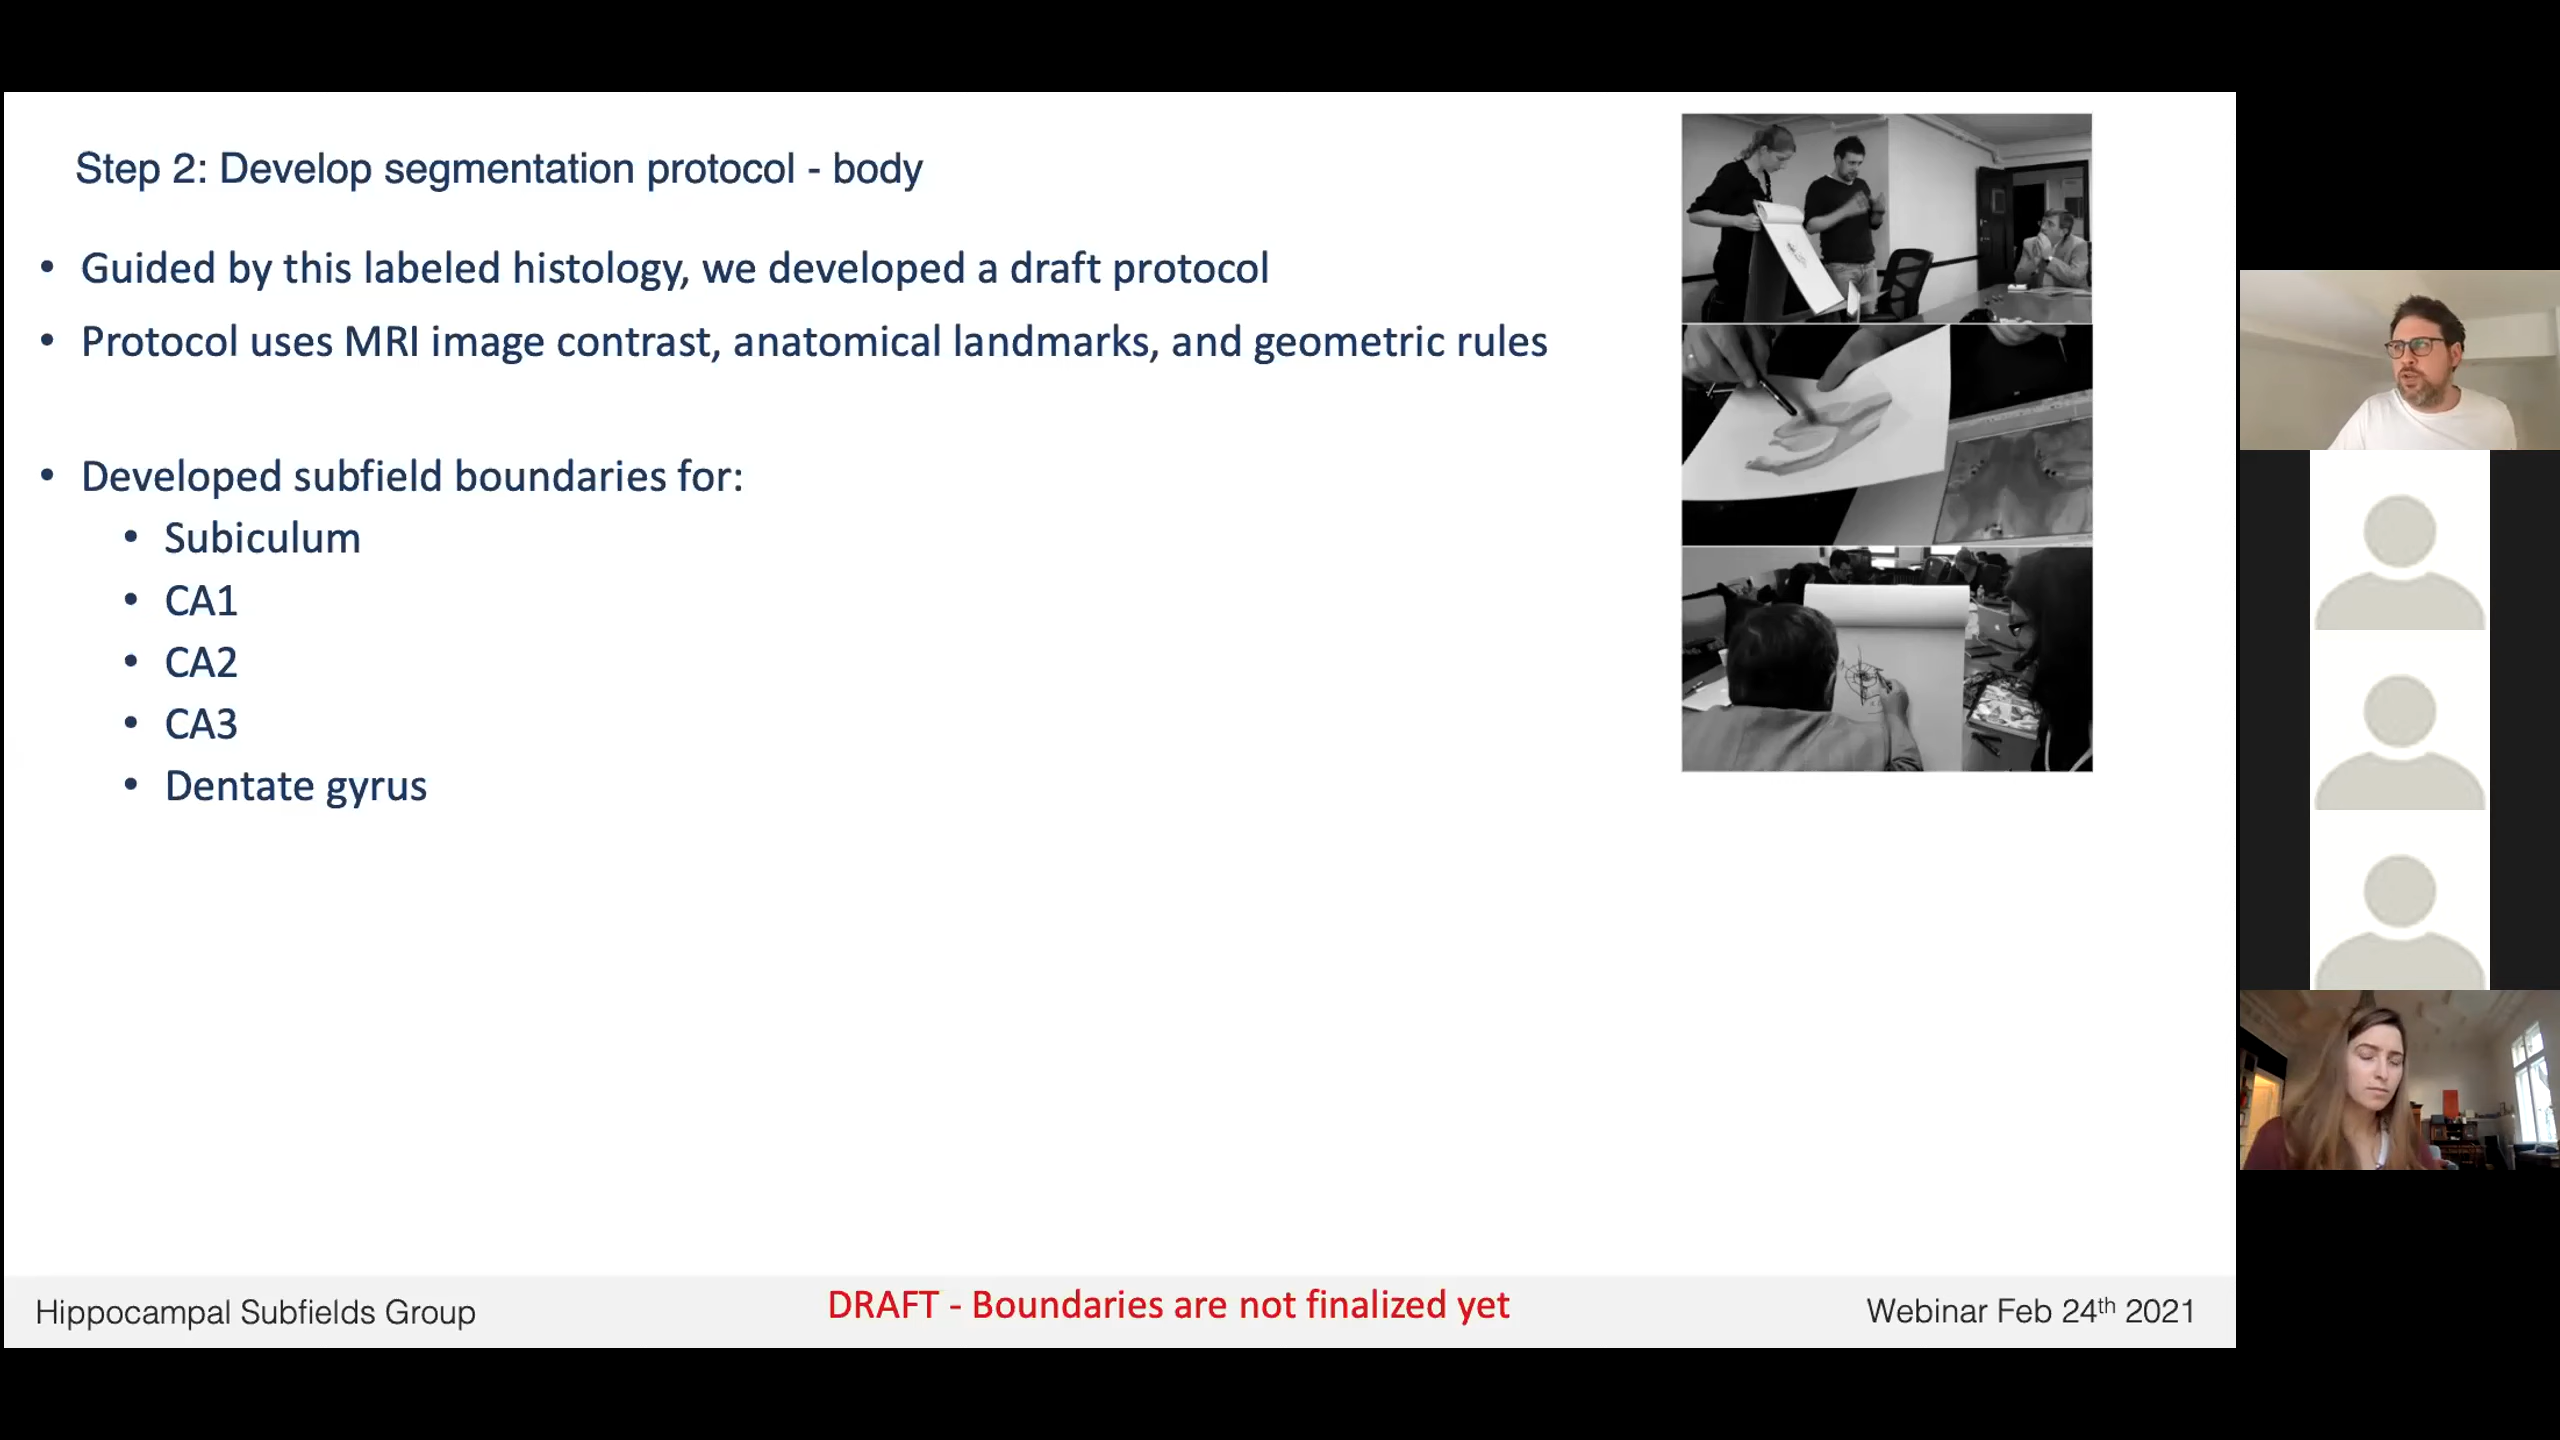 Step 2: Develop segmentation protocol - body
• Guided by this labeled histology, we developed a draft protocol
• Protocol uses MRI image contrast, anatomical landmarks, and geometric rules
• Developed subfield boundaries for:
• Subiculum
• CA1
• CA2
• CA3
• Dentate gyrus
Hippocampal Subfields Group
DRAFT - Boundaries are not finalized yet
Webinar Feb 24th 2021